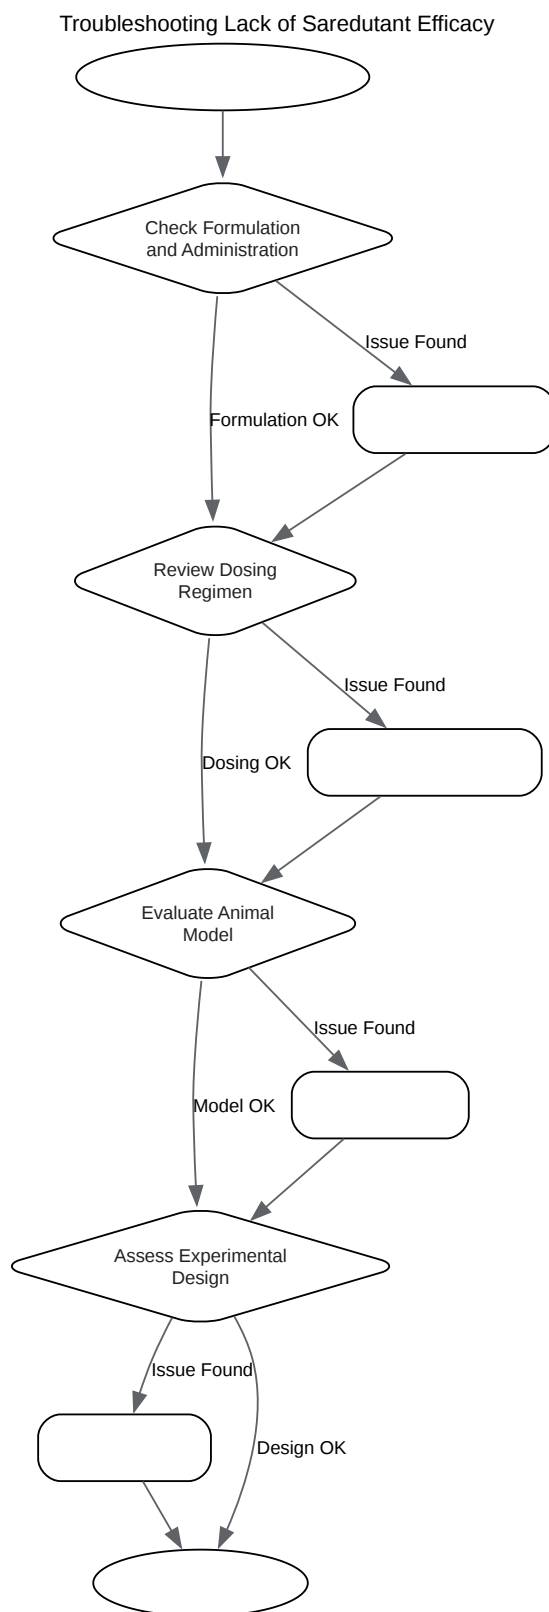 Troubleshooting Lack of Saredutant Efficacy
Check Formulation
and Administration
Issue Found
Formulation OK
Review Dosing
Regimen
Issue Found
Dosing OK
Evaluate Animal
Model
Issue Found
Model OK
Assess Experimental
Design
Issue Found
Design OK